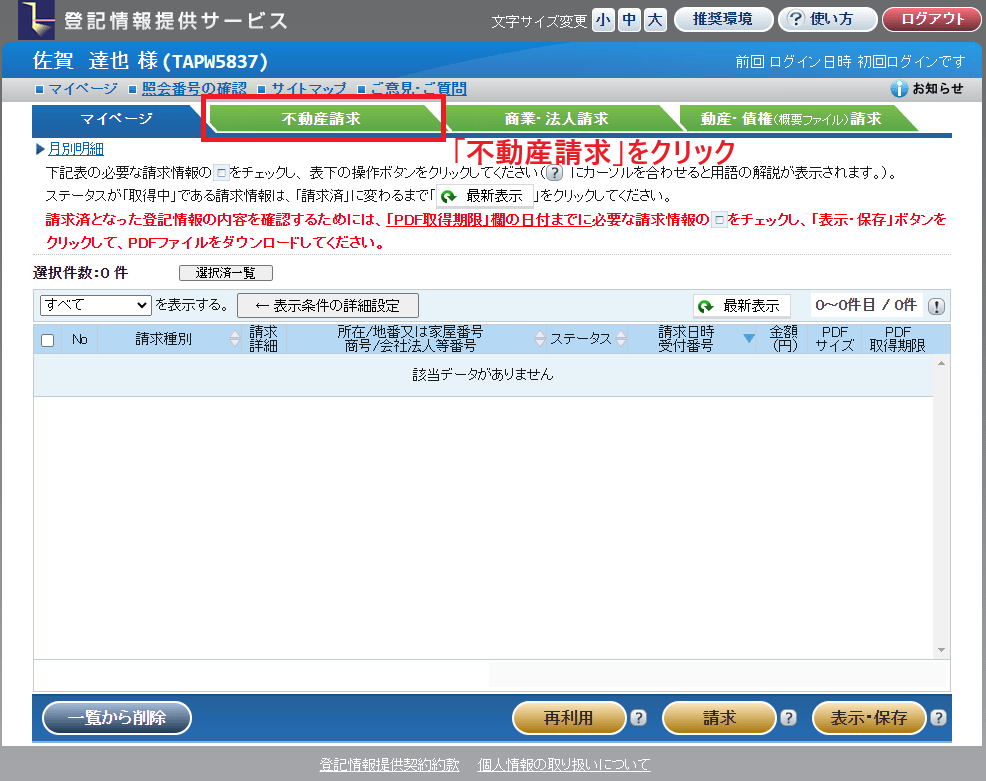 登記情報提供サービス
文字サイズ変更 小 中 大 推奨環境 ? 使い方 ログアウト
佐賀 達也 様 (TAPW5837)
前回 ログイン日時 初回ログインです
マイページ 照会番号の確認 サイトマップ ご意見・ご質問
お知らせ
マイページ 不動産請求 商業・法人請求 動産・債権(概要ファイル)請求
「不動産請求」をクリック
月別明細
下記表の必要な請求情報の□をチェックし、表下の操作ボタンをクリックしてください(? にカーソルを合わせると用語の解説が表示されます。)。
ステータスが「取得中」である請求情報は、「請求済」に変わるまで「 最新表示 」をクリックしてください。
請求済となった登記情報の内容を確認するためには、「PDF取得期限」欄の日付までに必要な請求情報の□をチェックし、「表示・保存」ボタンを
クリックして、PDFファイルをダウンロードしてください。
選択件数:0 件 選択済一覧
すべて を表示する。 ←表示条件の詳細設定 最新表示 0～0件目 / 0件 !
No 請求種別 請求詳細 所在/地番又は家屋番号 商号/会社法人等番号 ステータス 請求日時 受付番号 金額(円) PDFサイズ PDF取得期限
該当データがありません
一覧から削除 再利用 ? 請求 ? 表示・保存 ?
登記情報提供契約約款 個人情報の取り扱いについて